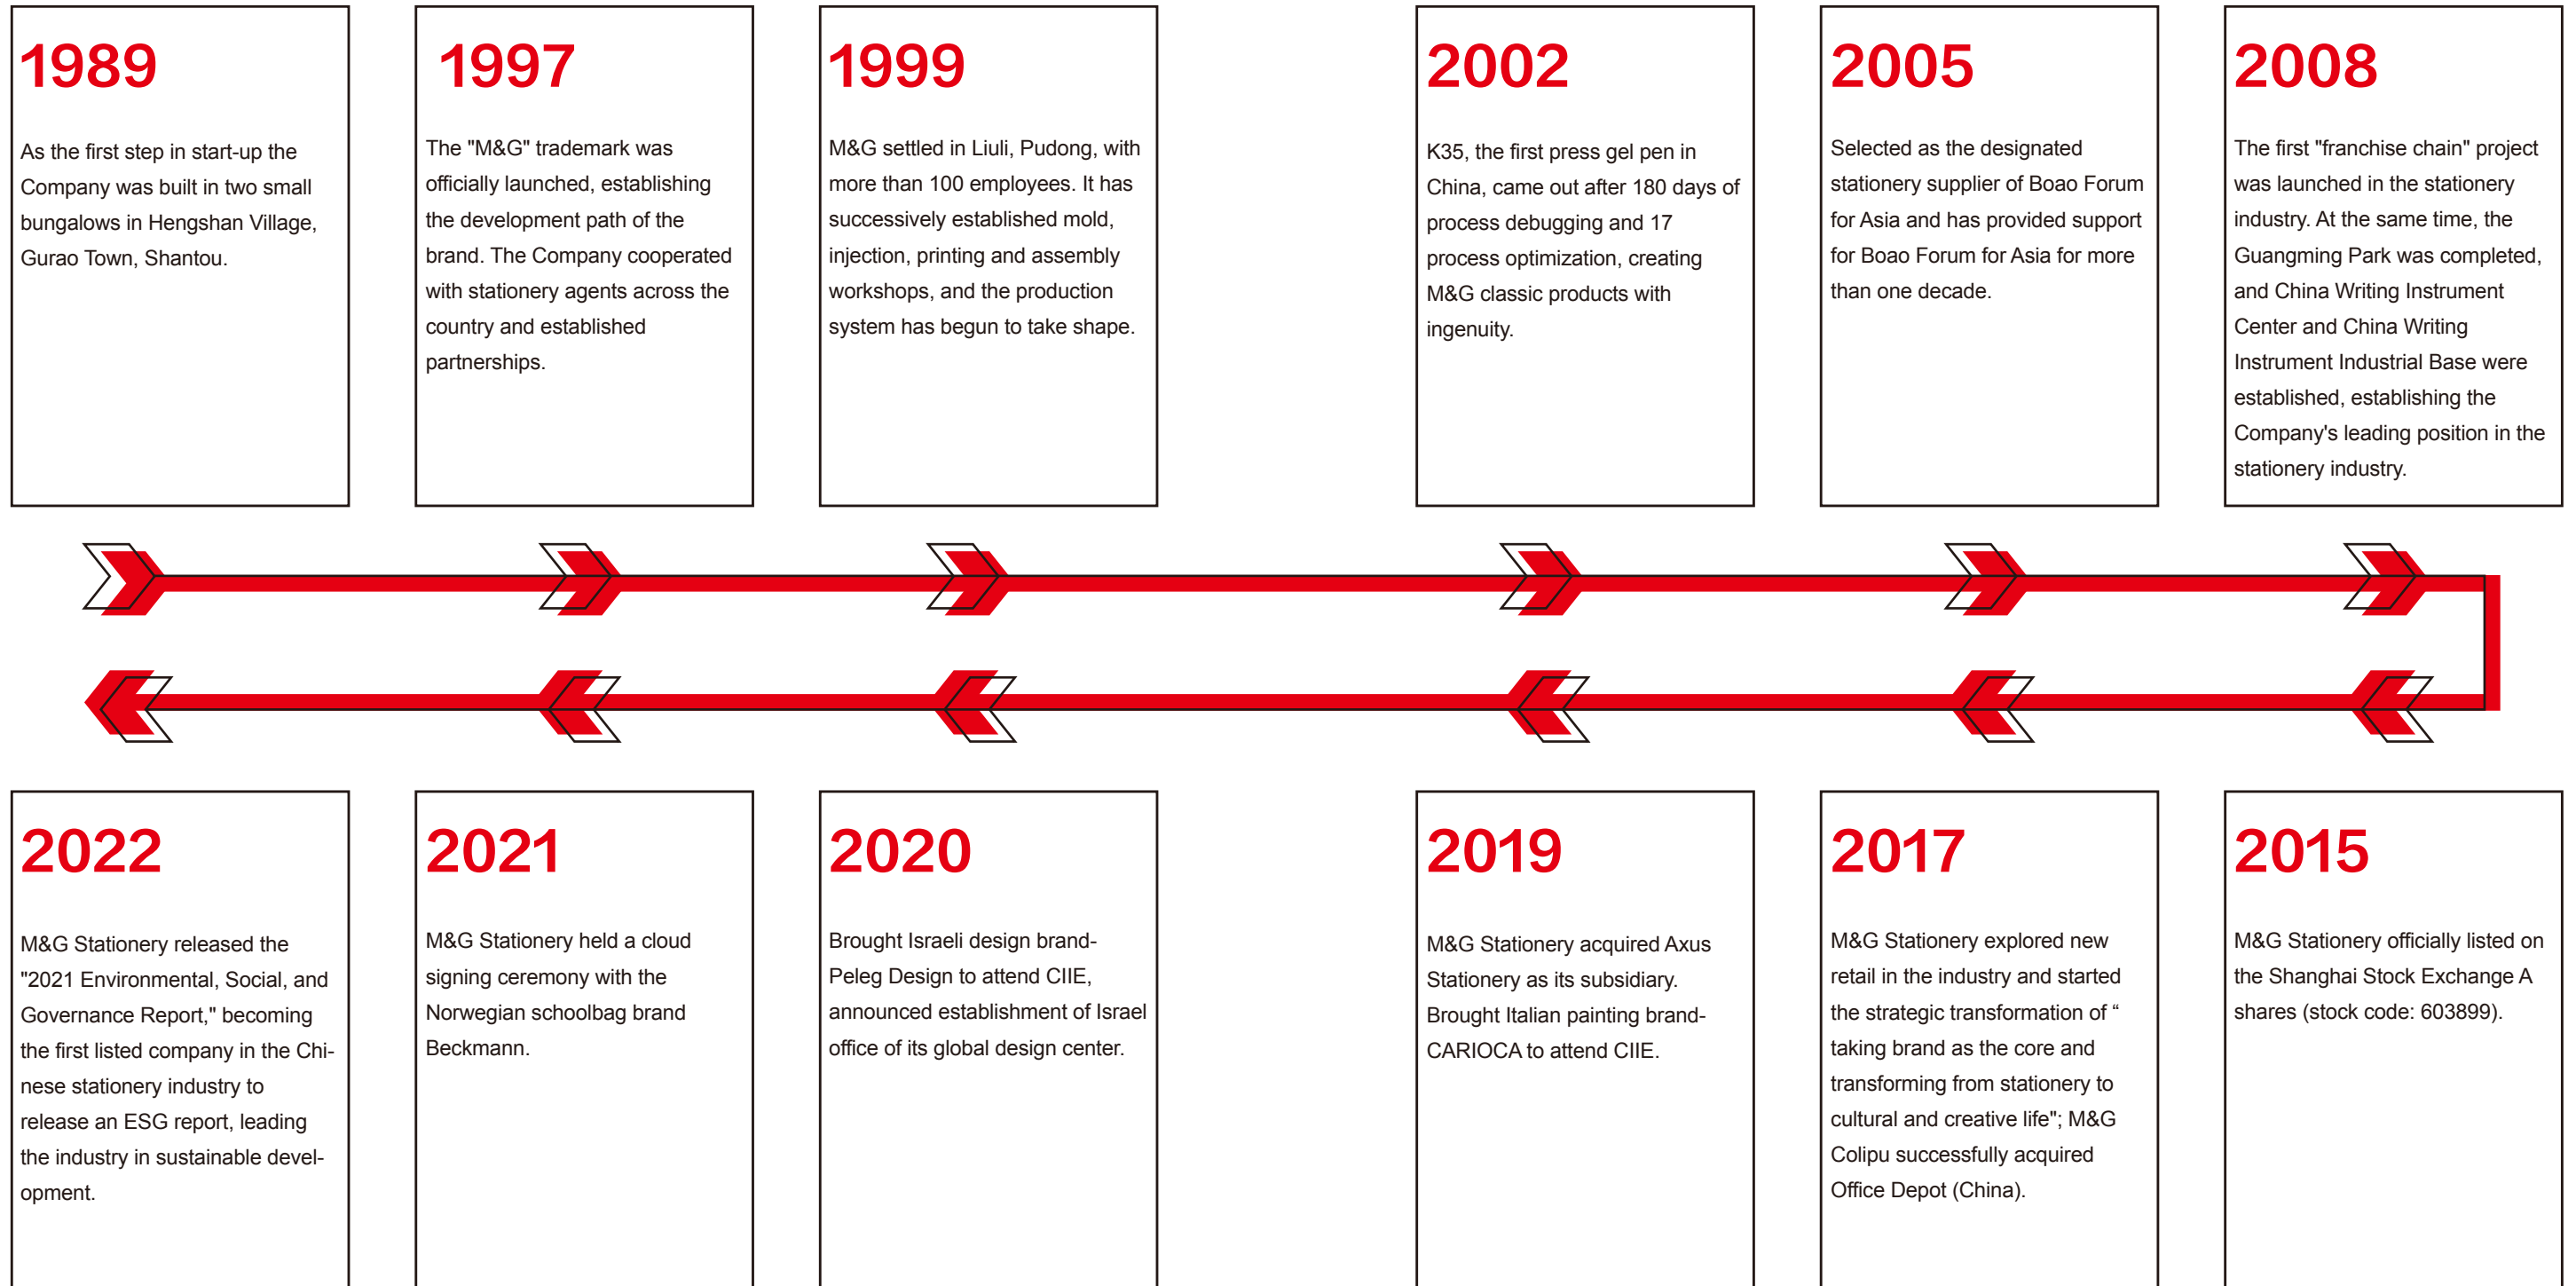 1989
As the first step in start-up the
Company was built in two small
bungalows in Hengshan Village,
Gurao Town, Shantou.
1997
The "M&G" trademark was
officially launched, establishing
the development path of the
brand. The Company cooperated
with stationery agents across the
country and established
partnerships.
1999
M&G settled in Liuli, Pudong, with
more than 100 employees. It has
successively established mold,
injection, printing and assembly
workshops, and the production
system has begun to take shape.
2002
K35, the first press gel pen in
China, came out after 180 days of
process debugging and 17
process optimization, creating
M&G classic products with
ingenuity.
2005
Selected as the designated
stationery supplier of Boao Forum
for Asia and has provided support
for Boao Forum for Asia for more
than one decade.
2008
The first "franchise chain" project
was launched in the stationery
industry. At the same time, the
Guangming Park was completed,
and China Writing Instrument
Center and China Writing
Instrument Industrial Base were
established, establishing the
Company's leading position in the
stationery industry.
2022
M&G Stationery released the
"2021 Environmental, Social, and
Governance Report," becoming
the first listed company in the Chi-
nese stationery industry to
release an ESG report, leading
the industry in sustainable devel-
opment.
2021
M&G Stationery held a cloud
signing ceremony with the
Norwegian schoolbag brand
Beckmann.
2020
Brought Israeli design brand-
Peleg Design to attend CIIE,
announced establishment of Israel
office of its global design center.
2019
M&G Stationery acquired Axus
Stationery as its subsidiary.
Brought Italian painting brand-
CARIOCA to attend CIIE.
2017
M&G Stationery explored new
retail in the industry and started
the strategic transformation of “
taking brand as the core and
transforming from stationery to
cultural and creative life"; M&G
Colipu successfully acquired
Office Depot (China).
2015
M&G Stationery officially listed on
the Shanghai Stock Exchange A
shares (stock code: 603899).